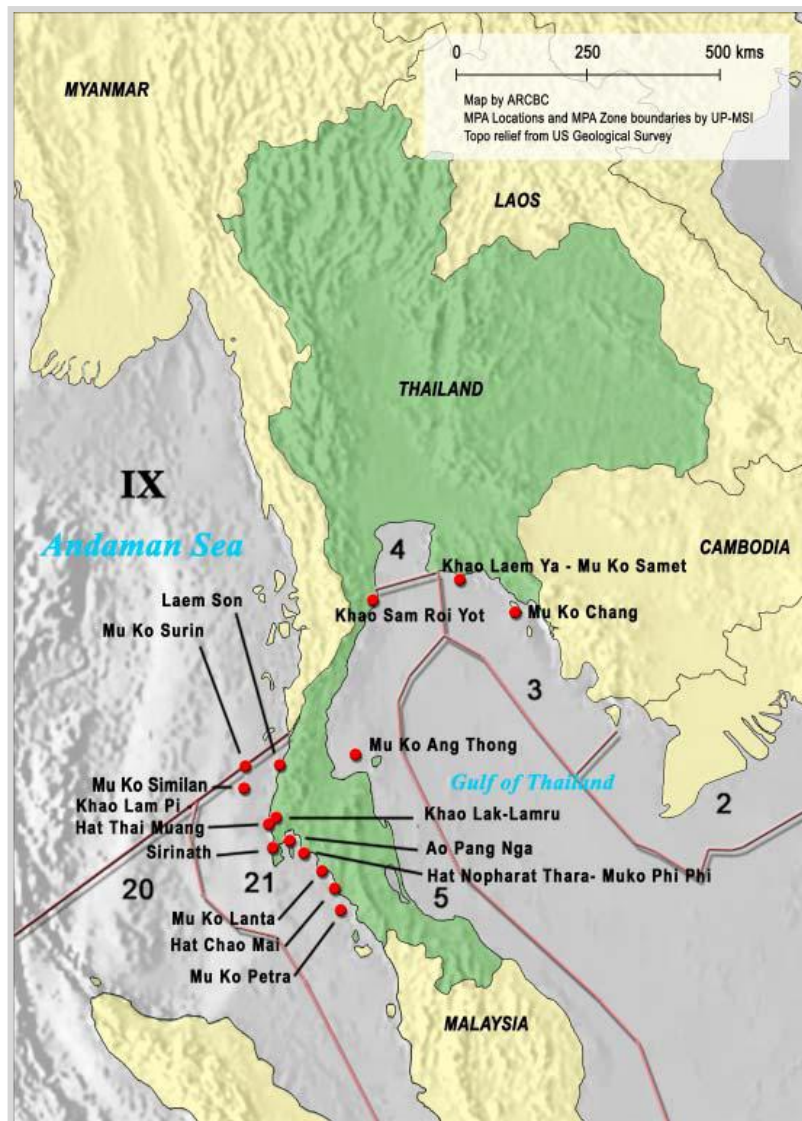 0 250 500 kms
Map by ARCBC
MPA Locations and MPA Zone boundaries by UP-MSI
Topo relief from US Geological Survey
MYANMAR
LAOS
THAILAND
IX
Andaman Sea
4
CAMBODIA
Khao Laem Ya - Mu Ko Samet
Laem Son
Khao Sam Roi Yot
Mu Ko Chang
Mu Ko Surin
3
Mu Ko Ang Thong
Gulf of Thailand
Mu Ko Similan
2
Khao Lam Pi -
Hat Thai Muang
Khao Lak-Lamru
Sirinath
Ao Pang Nga
Hat Nopharat Thara- Muko Phi Phi
20
21
5
Mu Ko Lanta
Hat Chao Mai
Mu Ko Petra
MALAYSIA